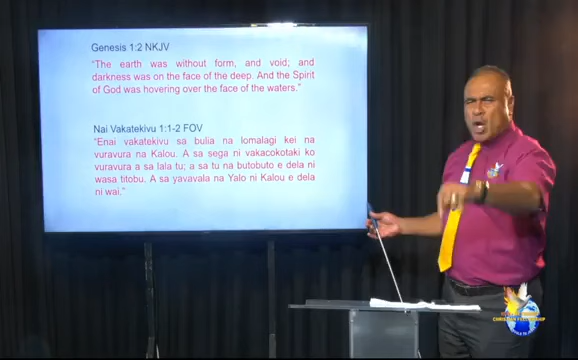 Genesis 1:2 NKJV
"The earth was without form, and void; and
darkness was on the face of the deep. And the Spirit
of God was hovering over the face of the waters."
Nai Vakatekivu 1:1-2 FOV
"Enai vakatekivu sa bulia na lomalagi kei na
vuravura na Kalou. A sa sega ni vakacokotaki ko
vuravura a sa lala tu; a sa tu na butobuto e dela ni
wasa titobu. A sa yavavala na Yalo ni Kalou e dela
ni wai."
CHRISTIAN FELLOWSHIP